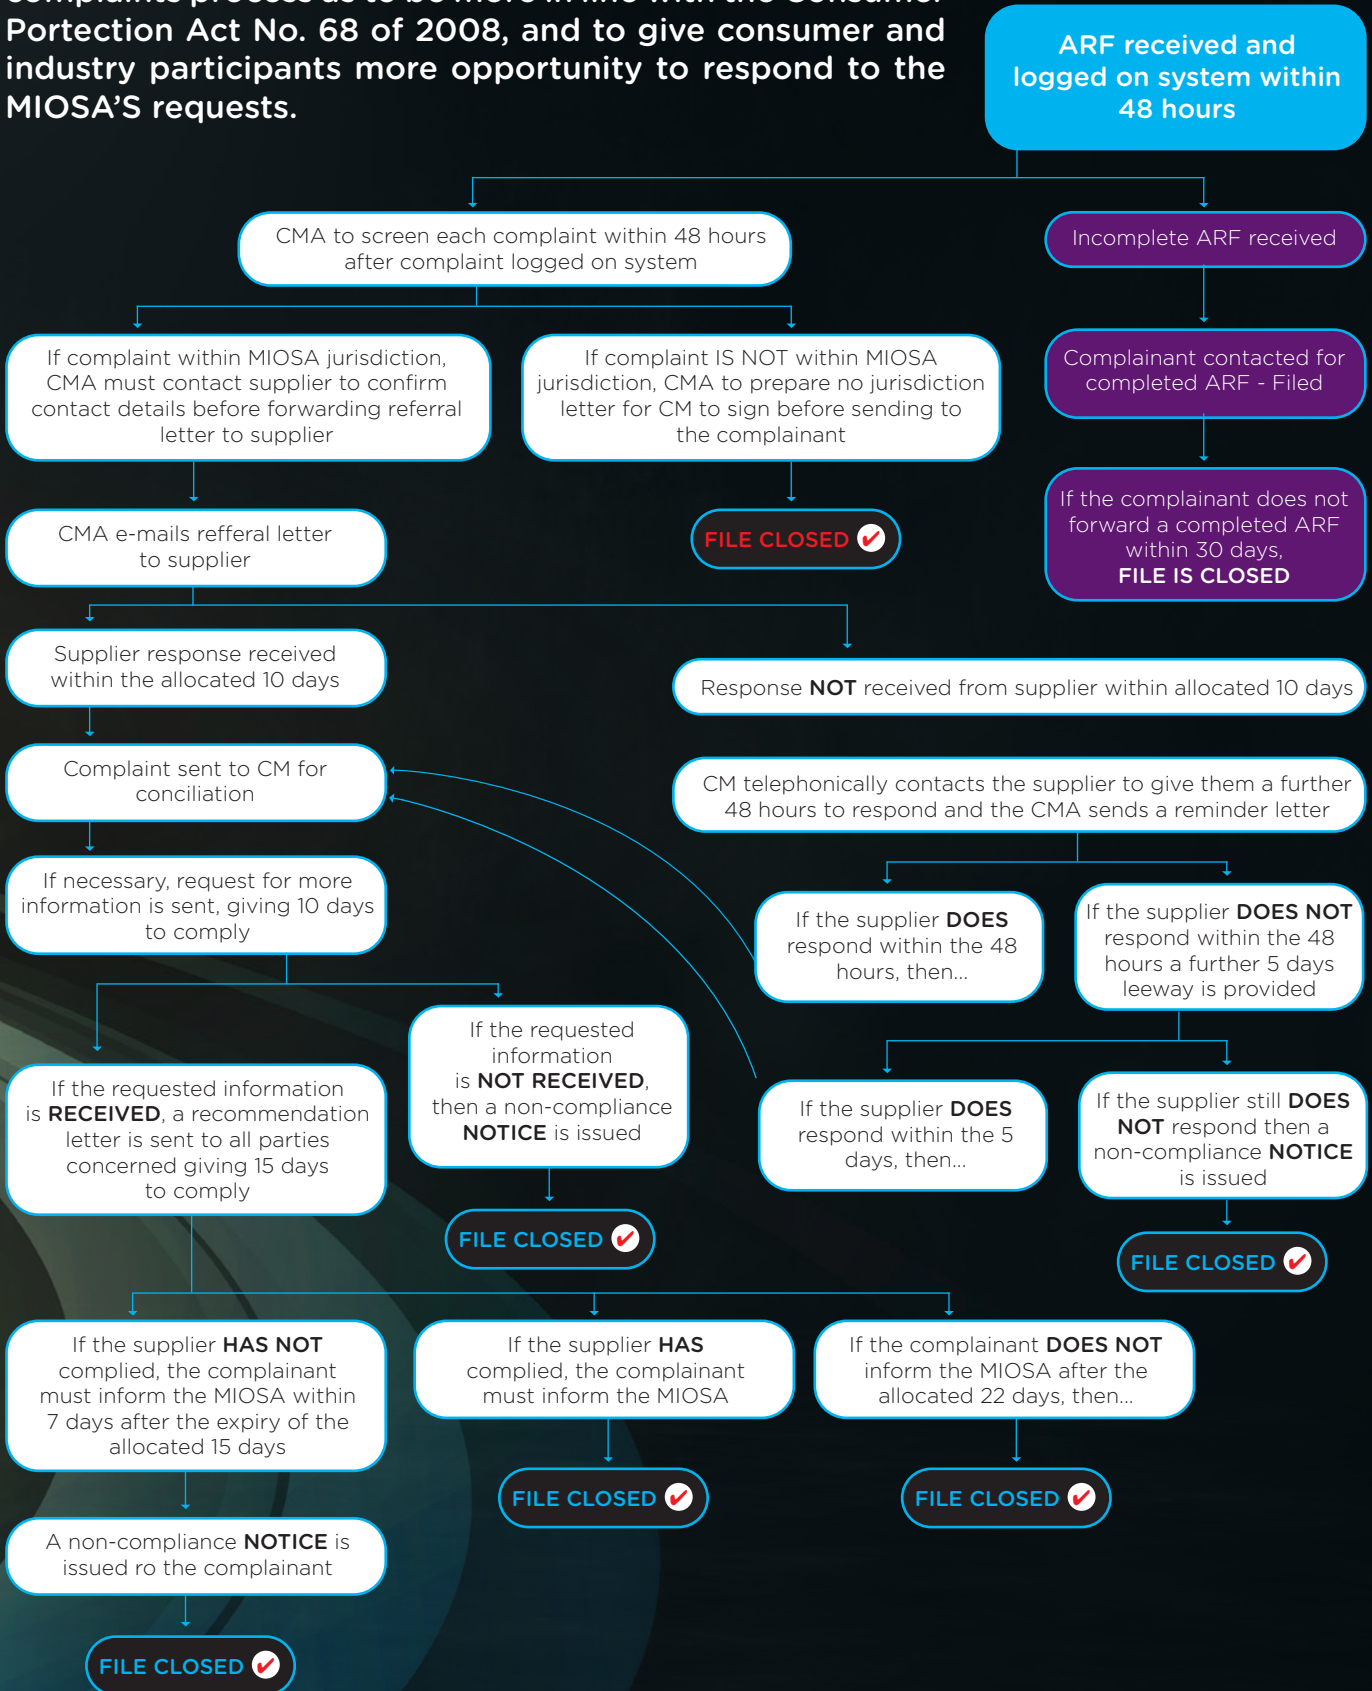 complaints process as to be more in line with the Consumer
Portection Act No. 68 of 2008, and to give consumer and
industry participants more opportunity to respond to the
MIOSA'S requests.
ARF received and
logged on system within
48 hours
CMA to screen each complaint within 48 hours
after complaint logged on system
Incomplete ARF received
If complaint within MIOSA jurisdiction,
CMA must contact supplier to confirm
contact details before forwarding referral
letter to supplier
If complaint IS NOT within MIOSA
jurisdiction, CMA to prepare no jurisdiction
letter for CM to sign before sending to
the complainant
Complainant contacted for
completed ARF - Filed
If the complainant does not
forward a completed ARF
within 30 days,
FILE IS CLOSED
CMA e-mails refferal letter
to supplier
FILE CLOSED
Supplier response received
within the allocated 10 days
Response NOT received from supplier within allocated 10 days
Complaint sent to CM for
conciliation
CM telephonically contacts the supplier to give them a further
48 hours to respond and the CMA sends a reminder letter
If necessary, request for more
information is sent, giving 10 days
to comply
If the supplier DOES
respond within the 48
hours, then...
If the supplier DOES NOT
respond within the 48
hours a further 5 days
leeway is provided
If the requested information
is RECEIVED, a recommendation
letter is sent to all parties
concerned giving 15 days
to comply
If the requested
information
is NOT RECEIVED,
then a non-compliance
NOTICE is issued
If the supplier DOES
respond within the 5
days, then...
If the supplier still DOES
NOT respond then a
non-compliance NOTICE
is issued
FILE CLOSED
FILE CLOSED
If the supplier HAS NOT
complied, the complainant
must inform the MIOSA within
7 days after the expiry of the
allocated 15 days
If the supplier HAS
complied, the complainant
must inform the MIOSA
If the complainant DOES NOT
inform the MIOSA after the
allocated 22 days, then...
FILE CLOSED
FILE CLOSED
A non-compliance NOTICE is
issued ro the complainant
FILE CLOSED